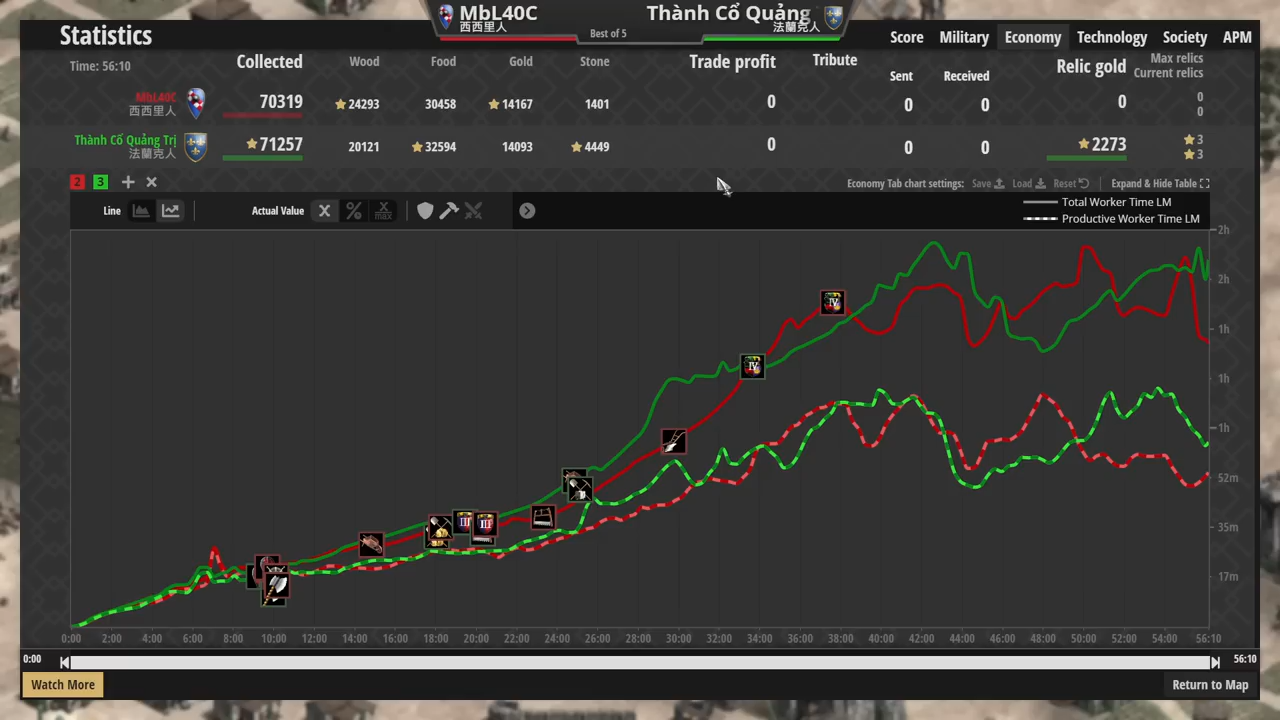 MbL40C
西西里人
Best of 5
Thành Cổ Quảng
法蘭克人
Statistics
Score
Military
Economy
Technology
Society
APM
Time: 56:10
Collected
Wood
Food
Gold
Stone
Trade profit
Tribute
Sent
Received
Relic gold
Max relics
Current relics
MbL40C
西西里人
70319
24293
30458
14167
1401
0
0
0
0
0
0
Thành Cổ Quảng Trị
法蘭克人
71257
20121
32594
14093
4449
0
0
0
2273
3
3
2
3
Economy Tab chart settings:
Save
Load
Reset
Expand & Hide Table
Line
Actual Value
X
%
X
max
Total Worker Time LM
Productive Worker Time LM
2h
2h
1h
1h
1h
52m
35m
17m
IV
IV
III
III
0:00
2:00
4:00
6:00
8:00
10:00
12:00
14:00
16:00
18:00
20:00
22:00
24:00
26:00
28:00
30:00
32:00
34:00
36:00
38:00
40:00
42:00
44:00
46:00
48:00
50:00
52:00
54:00
56:10
0:00
56:10
Watch More
Return to Map